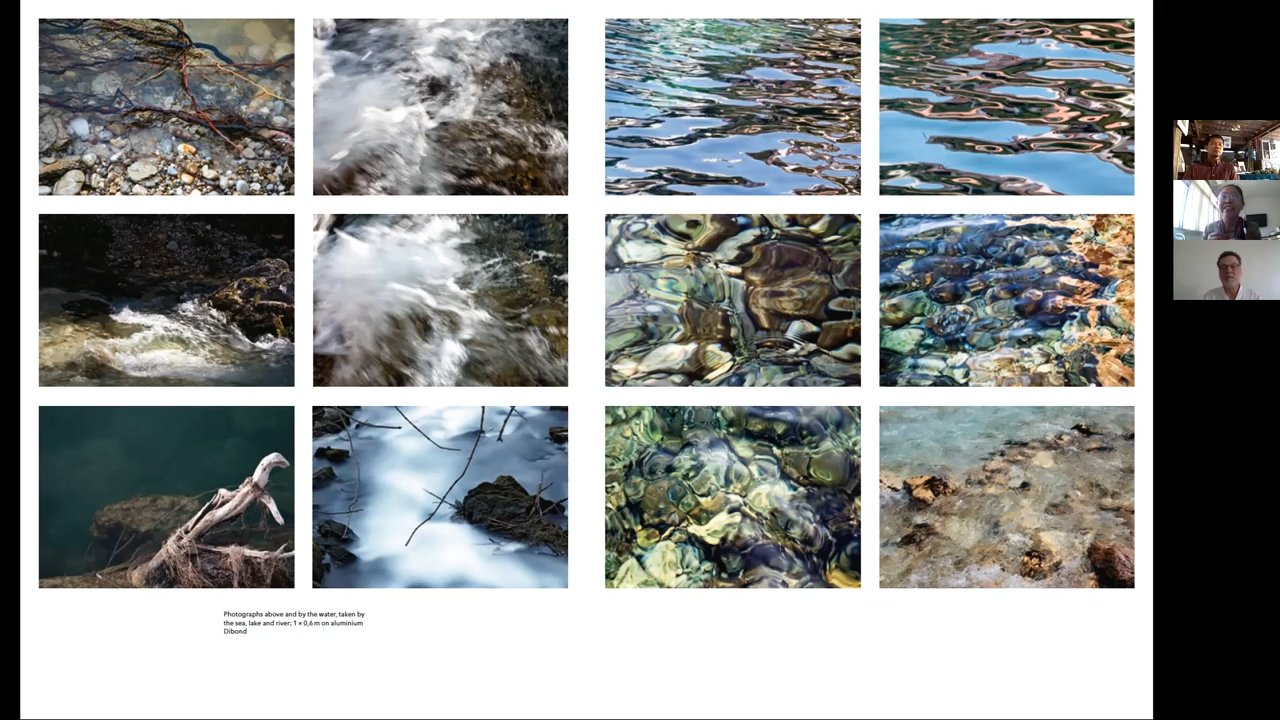 Photographs above and by the water, taken by
the sea, lake and river; 1 × 0,6 m on aluminium
Dibond